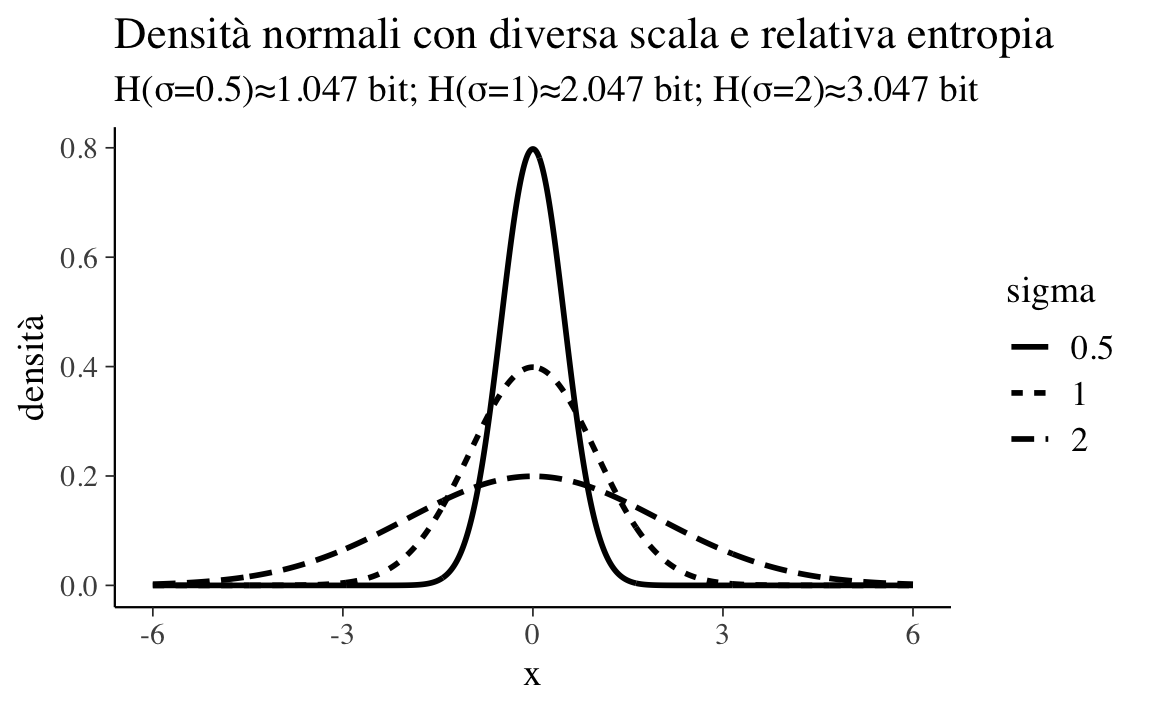 Densità normali con diversa scala e relativa entropia
H(σ=0.5)≈1.047 bit; H(σ=1)≈2.047 bit; H(σ=2)≈3.047 bit
0.8
0.6
0.4
0.2
0.0
densità
-6 -3 0 3 6
x
sigma
0.5
1
2